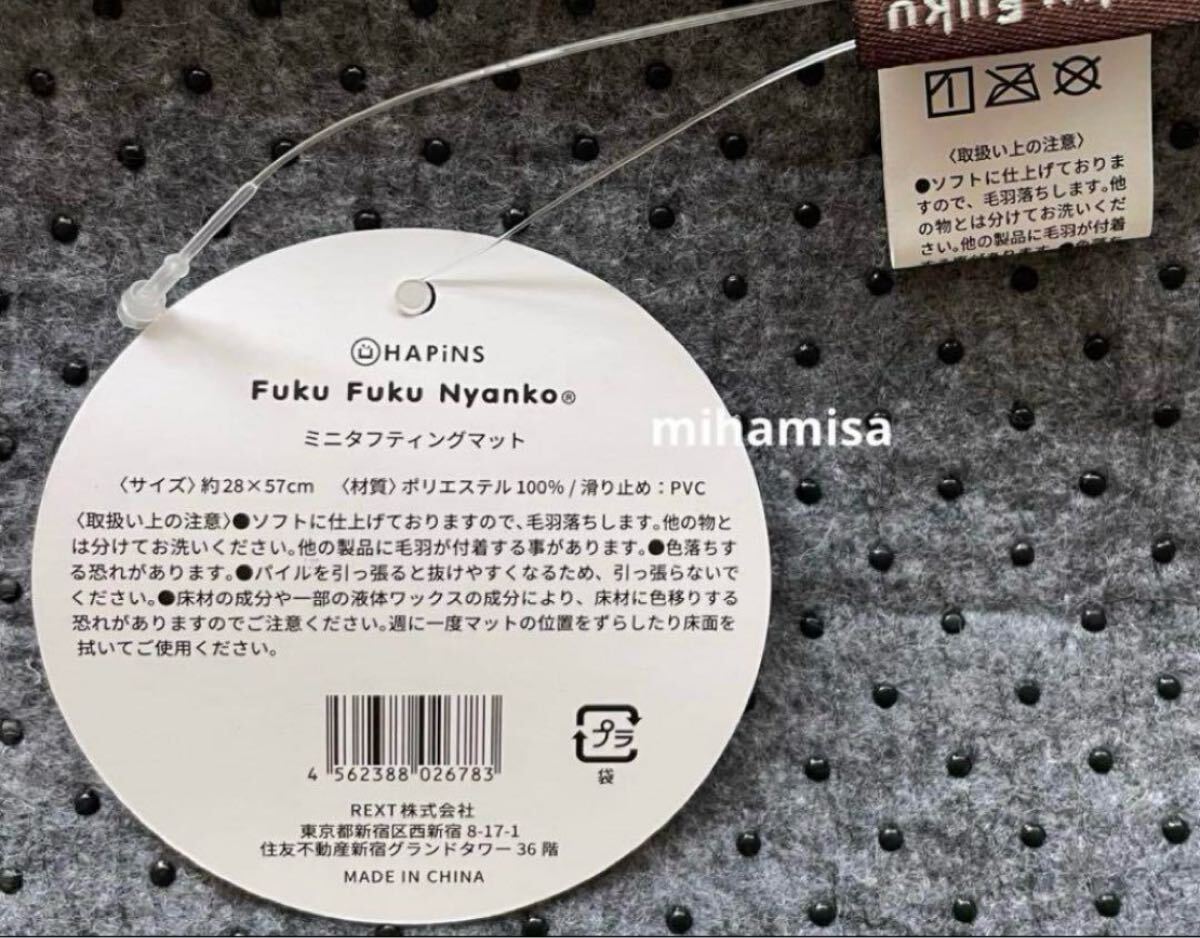 HAPiNS
Fuku Fuku Nyanko®
ミニタフティングマット
〈サイズ〉約28×57cm 〈材質〉ポリエステル100% / 滑り止め：PVC
〈取扱い上の注意〉●ソフトに仕上げておりますので、毛羽落ちします。他の物と
は分けてお洗いください。他の製品に毛羽が付着する事があります。●色落ちす
る恐れがあります。●パイルを引っ張ると抜けやすくなるため、引っ張らないで
ください。●床材の成分や一部の液体ワックスの成分により、床材に色移りする
恐れがありますのでご注意ください。週に一度マットの位置をずらしたり床面を
拭いてご使用ください。
4 562388 026783
プラ
袋
REXT株式会社
東京都新宿区西新宿 8-17-1
住友不動産新宿グランドタワー 36 階
MADE IN CHINA
mihamisa
〈取扱い上の注意〉
●ソフトに仕上げておりま
すので、毛羽落ちします。他
の物とは分けてお洗いくだ
さい。他の製品に毛羽が付着